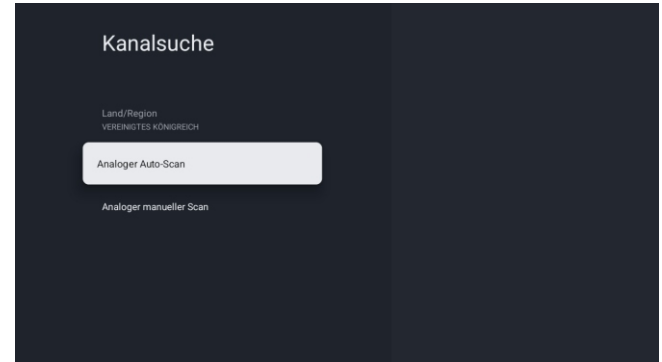 Kanalsuche
Land/Region
VEREINIGTES KÖNIGREICH
Analoger Auto-Scan
Analoger manueller Scan